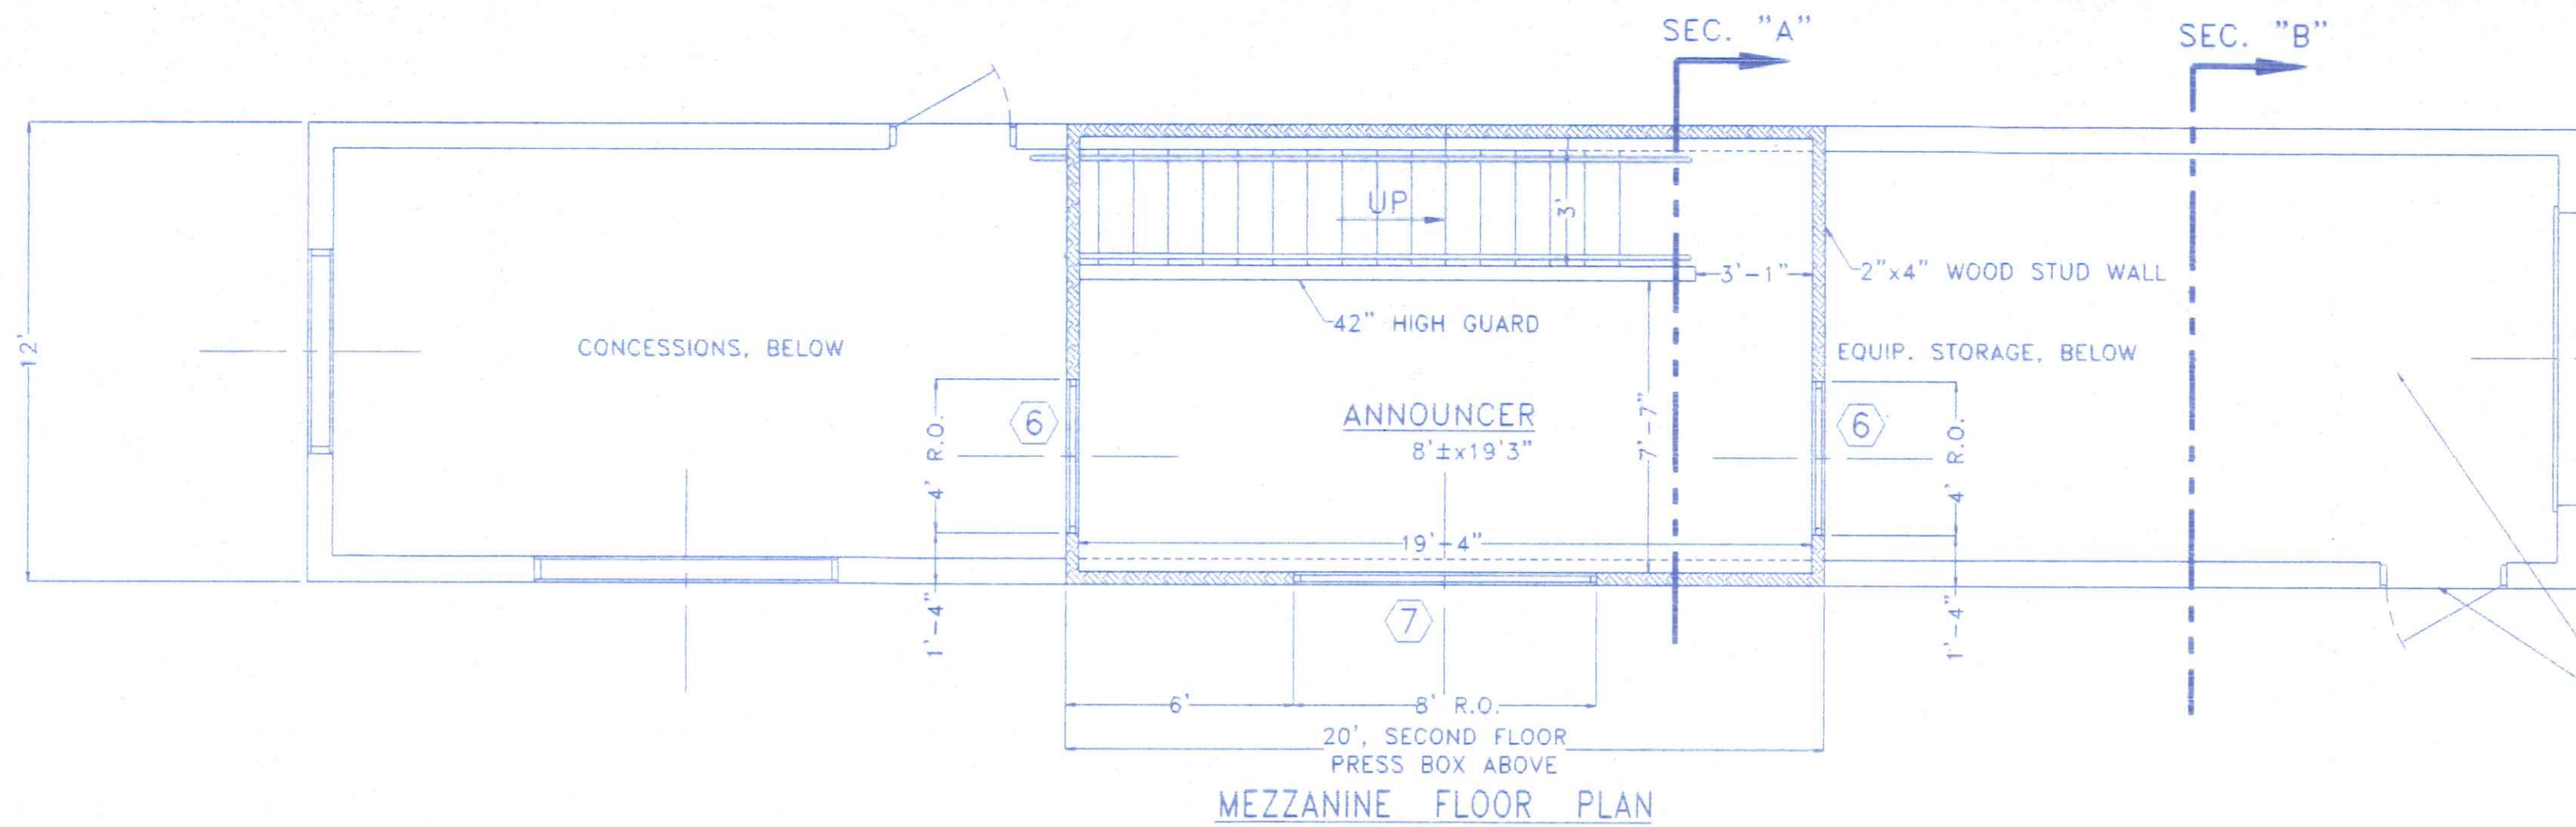 SEC. "A"
SEC. "B"
UP
3'
3'-1"
2"x4" WOOD STUD WALL
42" HIGH GUARD
12'
CONCESSIONS, BELOW
EQUIP. STORAGE, BELOW
6
ANNOUNCER
8'±x19'3"
7'-7"
6
4' R.O.
4' R.O.
19'-4"
1'-4"
1'-4"
7
6'
8' R.O.
20', SECOND FLOOR
PRESS BOX ABOVE
MEZZANINE FLOOR PLAN